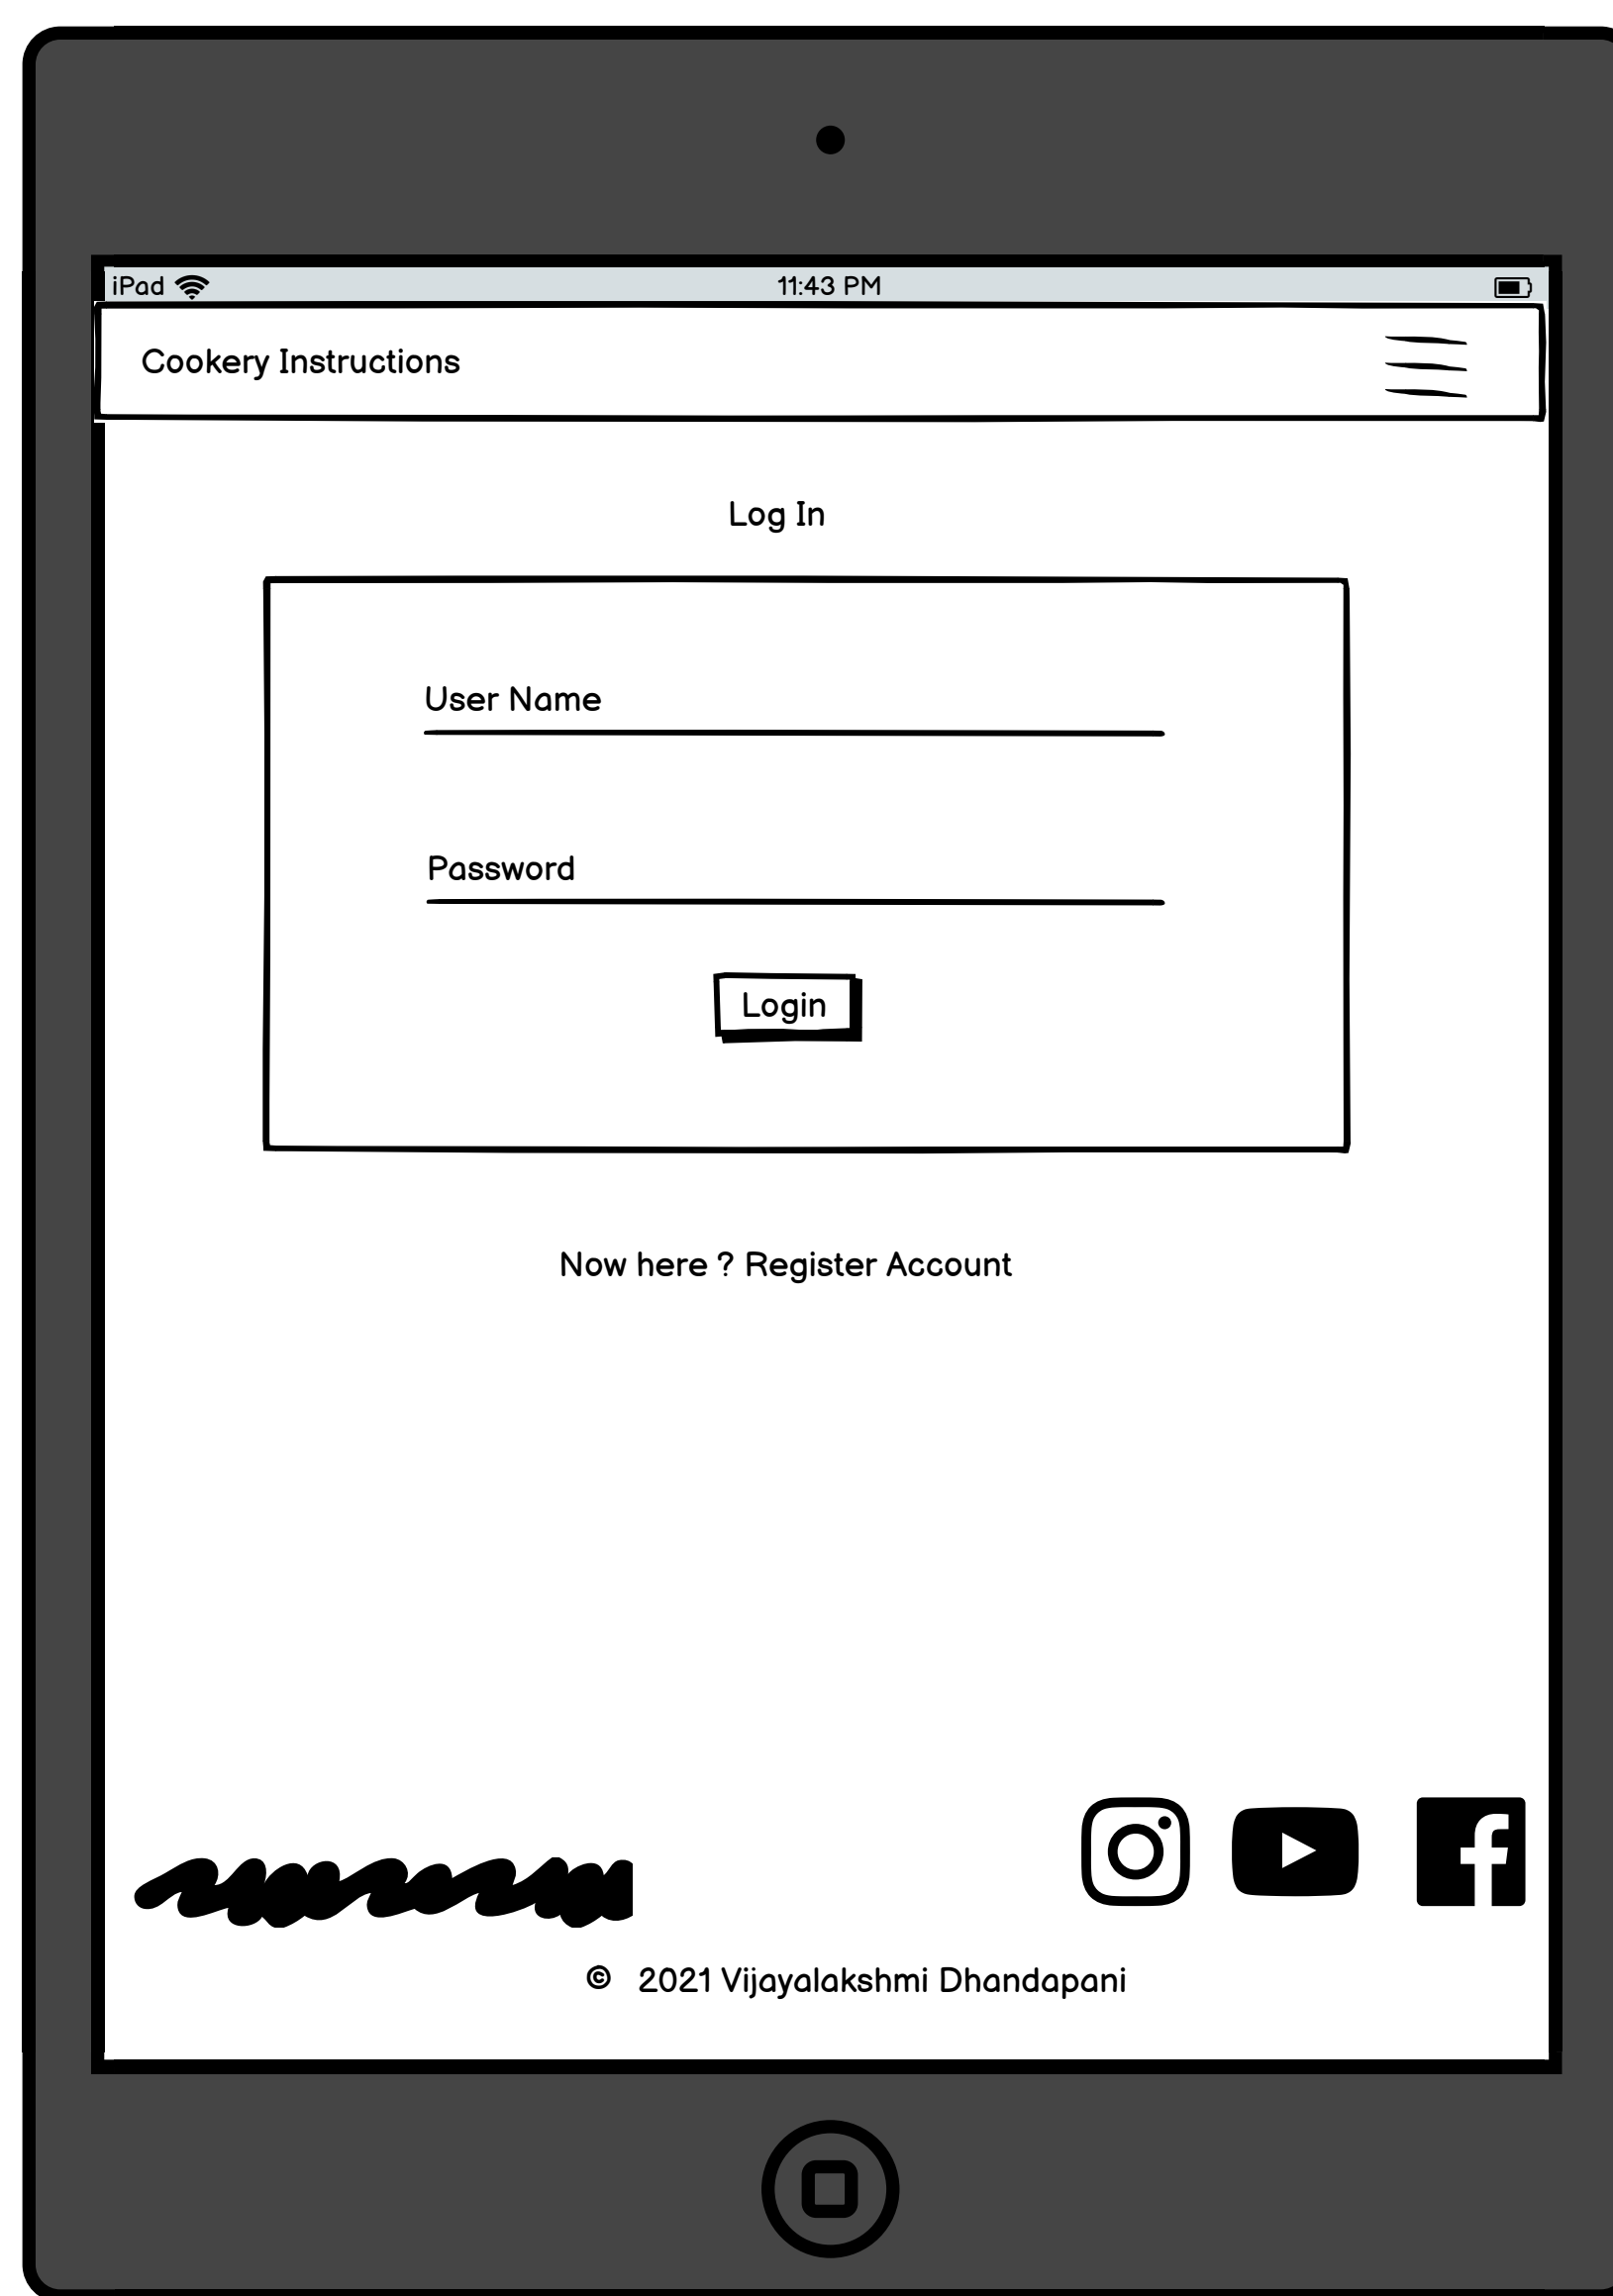 iPad 11:43 PM
Cookery Instructions
Log In
User Name
Password
Login
Now here ? Register Account
© 2021 Vijayalakshmi Dhandapani